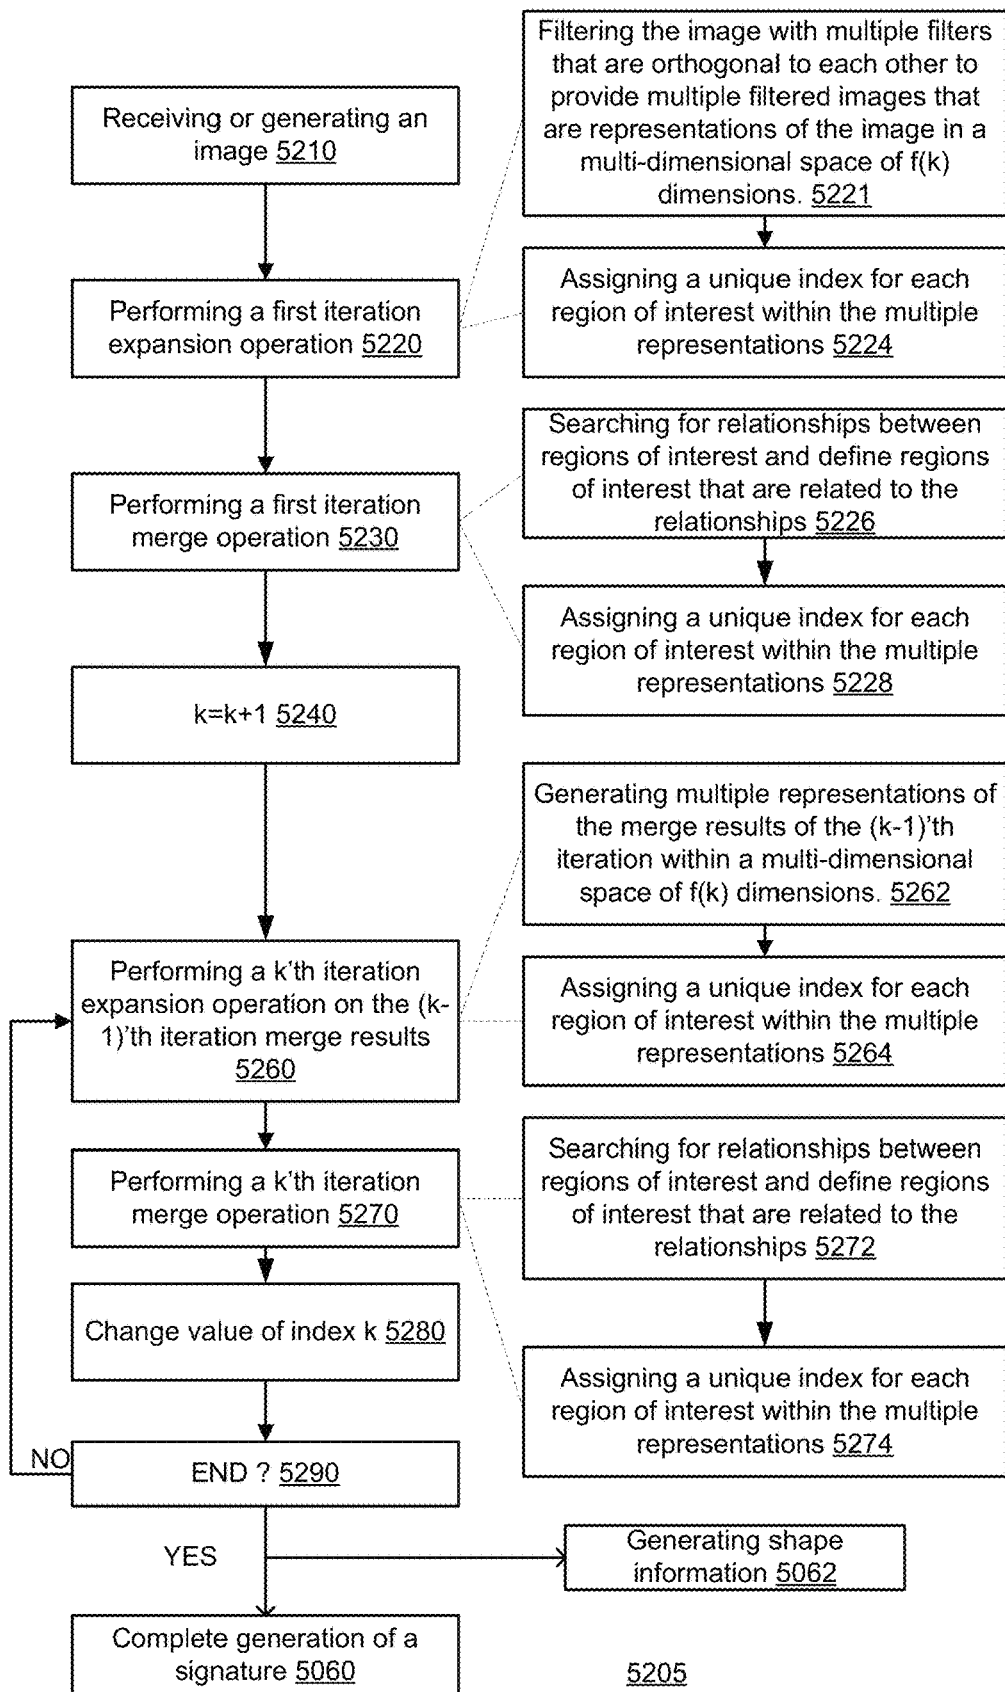 Receiving or generating an
image 5210
Filtering the image with multiple filters
that are orthogonal to each other to
provide multiple filtered images that
are representations of the image in a
multi-dimensional space of f(k)
dimensions. 5221
Performing a first iteration
expansion operation 5220
Assigning a unique index for each
region of interest within the multiple
representations 5224
Performing a first iteration
merge operation 5230
Searching for relationships between
regions of interest and define regions
of interest that are related to the
relationships 5226
Assigning a unique index for each
region of interest within the multiple
representations 5228
k=k+1 5240
Generating multiple representations of
the merge results of the (k-1)'th
iteration within a multi-dimensional
space of f(k) dimensions. 5262
Performing a k'th iteration
expansion operation on the (k-
1)'th iteration merge results
5260
Assigning a unique index for each
region of interest within the multiple
representations 5264
Performing a k'th iteration
merge operation 5270
Searching for relationships between
regions of interest and define regions
of interest that are related to the
relationships 5272
Change value of index k 5280
Assigning a unique index for each
region of interest within the multiple
representations 5274
NO
END ? 5290
YES
Generating shape
information 5062
Complete generation of a
signature 5060
5205